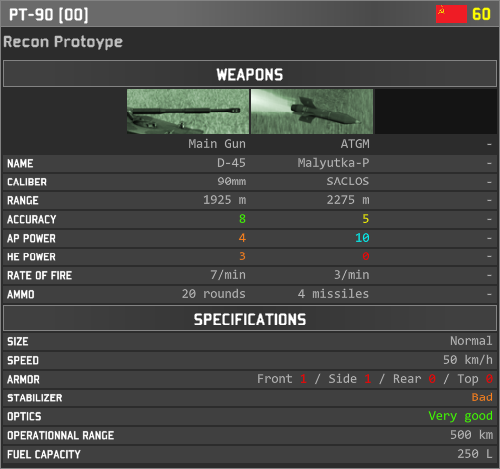 PT-90 [00] 60
Recon Protoype
WEAPONS
Main Gun ATGM -
NAME D-45 Malyutka-P -
CALIBER 90mm SACLOS -
RANGE 1925 m 2275 m -
ACCURACY 8 5 -
AP POWER 4 10 -
HE POWER 3 0 -
RATE OF FIRE 7/min 3/min -
AMMO 20 rounds 4 missiles -
SPECIFICATIONS
SIZE Normal
SPEED 50 km/h
ARMOR Front 2 / Side 1 / Rear 0 / Top 0
STABILIZER Bad
OPTICS Very good
OPERATIONNAL RANGE 500 km
FUEL CAPACITY 250 L